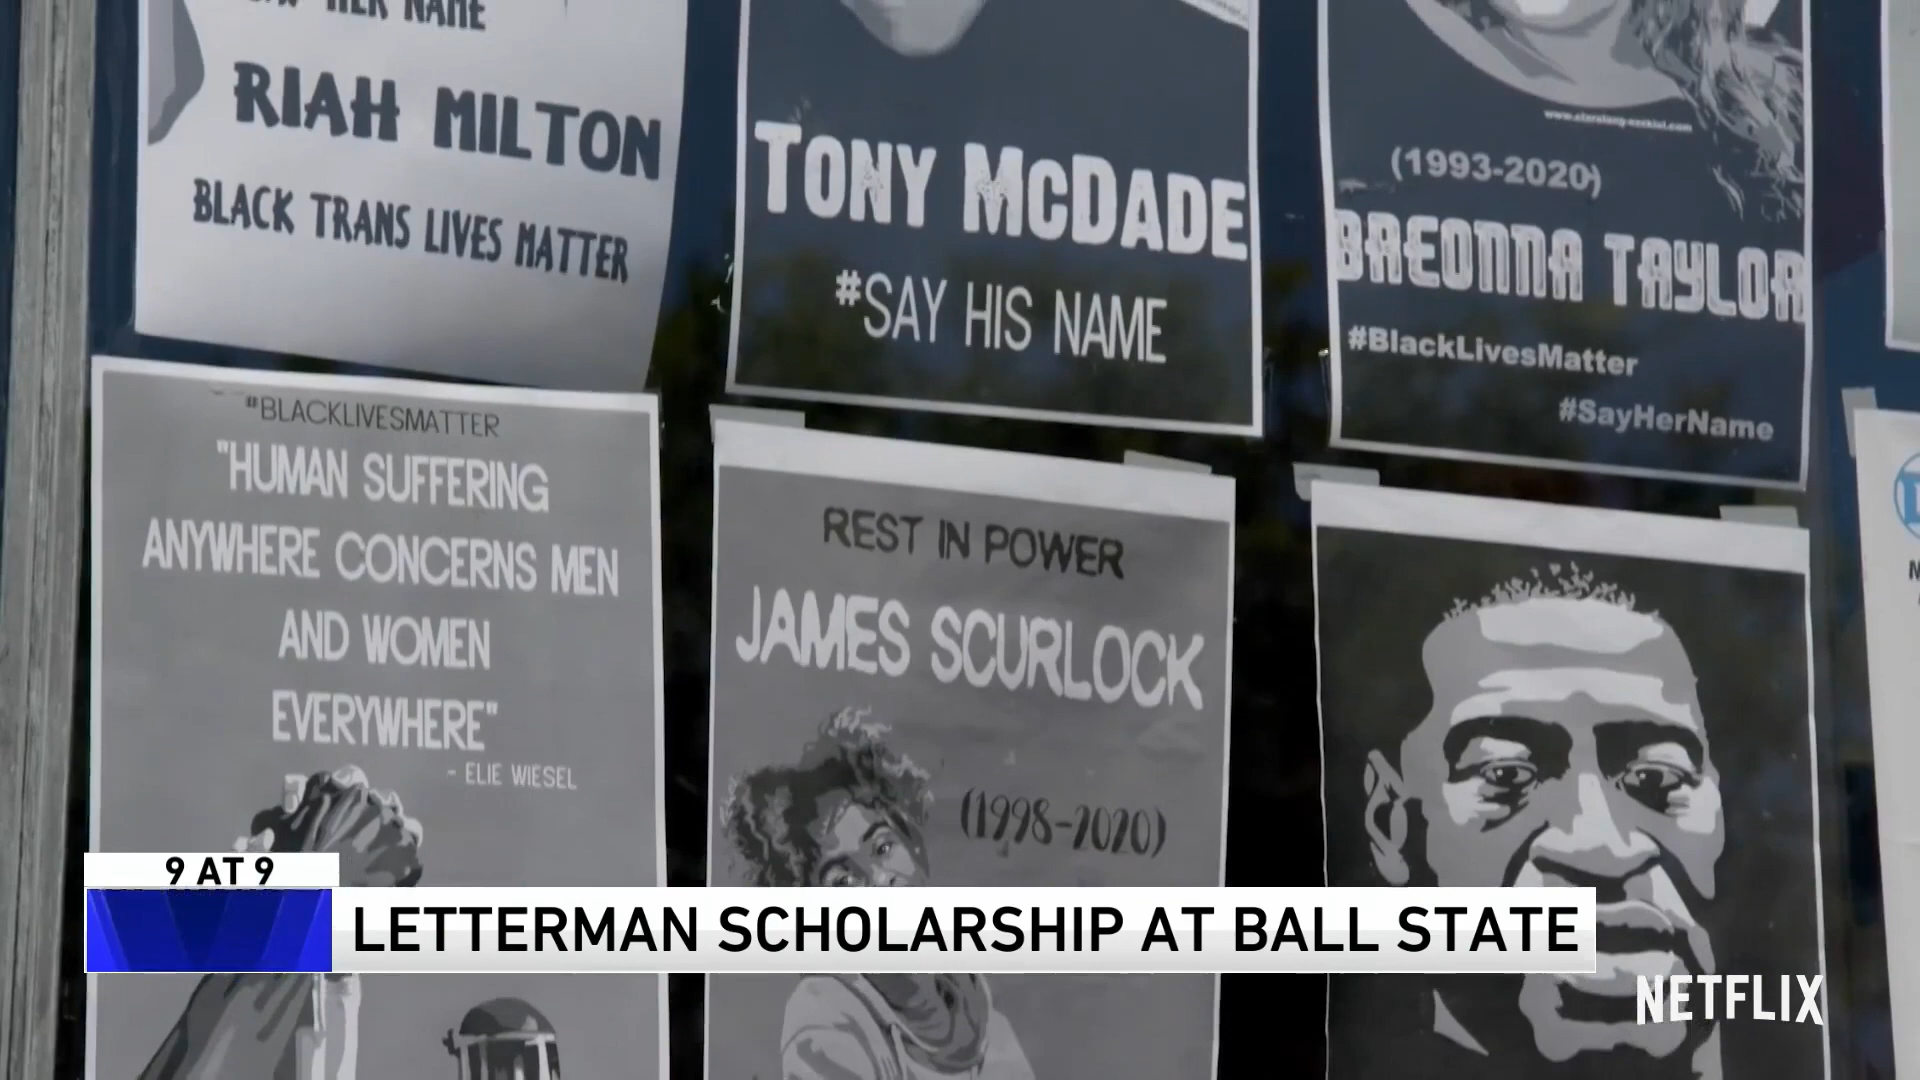 HER NAME
RIAH MILTON
BLACK TRANS LIVES MATTER
TONY MCDADE
#SAY HIS NAME
(1993-2020)
BREONNA TAYLOR
#BlackLivesMatter
#SayHerName
#BLACKLIVESMATTER
"HUMAN SUFFERING
ANYWHERE CONCERNS MEN
AND WOMEN
EVERYWHERE"
- ELIE WIESEL
REST IN POWER
JAMES SCURLOCK
(1998-2020)
9 AT 9
LETTERMAN SCHOLARSHIP AT BALL STATE
NETFLIX